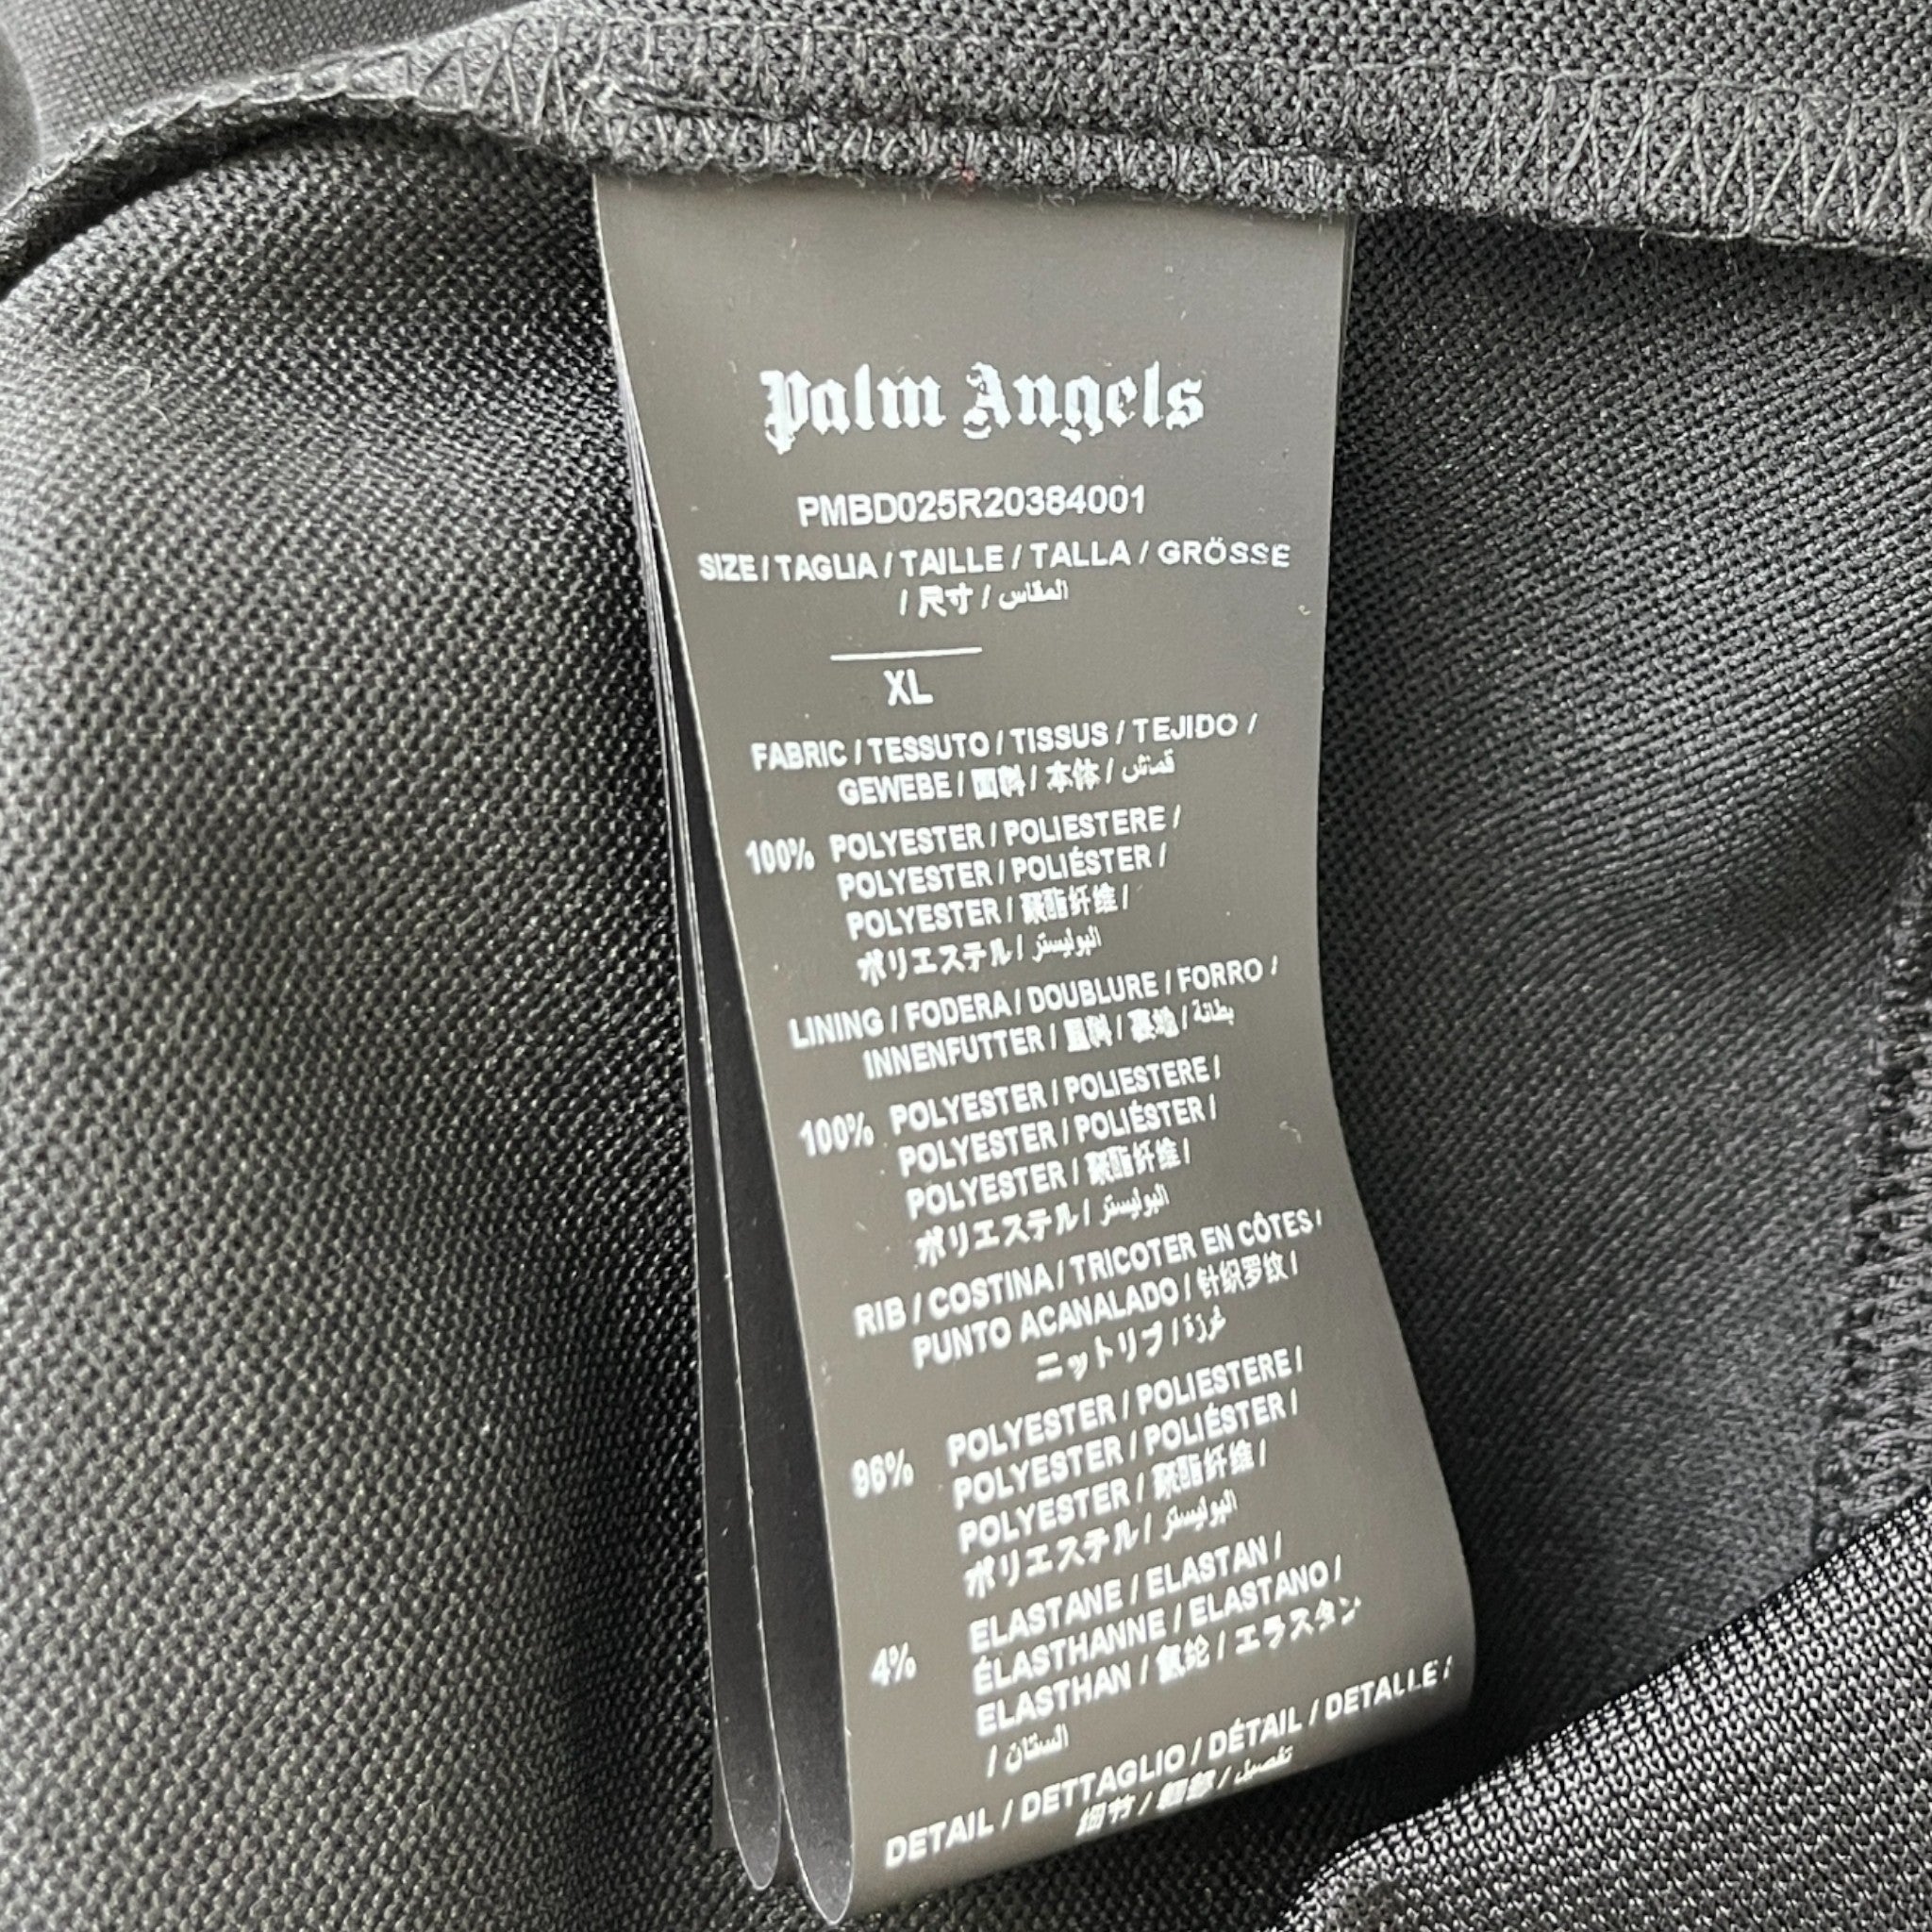 Palm Angels
PMBD025R20384001
SIZE / TAGLIA / TAILLE / TALLA / GRÖSSE
/ 尺寸 / المقاس
XL
FABRIC / TESSUTO / TISSUS / TEJIDO /
GEWEBE / 面料 / 本体 / قماش
100% POLYESTER / POLIESTERE /
POLYESTER / POLIÉSTER /
POLYESTER / 聚酯纤维 /
ポリエステル / البوليستر
LINING / FODERA / DOUBLURE / FORRO /
INNENFUTTER / 里料 / 裏地 / بطانة
100% POLYESTER / POLIESTERE /
POLYESTER / POLIÉSTER /
POLYESTER / 聚酯纤维 /
ポリエステル / البوليستر
RIB / COSTINA / TRICOTER EN CÔTES /
PUNTO ACANALADO / 针织罗纹 /
ニットリブ / غرزة
96% POLYESTER / POLIESTERE /
POLYESTER / POLIÉSTER /
POLYESTER / 聚酯纤维 /
ポリエステル / البوليستر
4% ELASTANE / ELASTAN /
ÉLASTHANNE / ELASTANO /
ELASTHAN / 氨纶 / エラスタン
/ الستان
DETAIL / DETTAGLIO / DÉTAIL / DETALLE /
细节 / 細部 / تفصيل